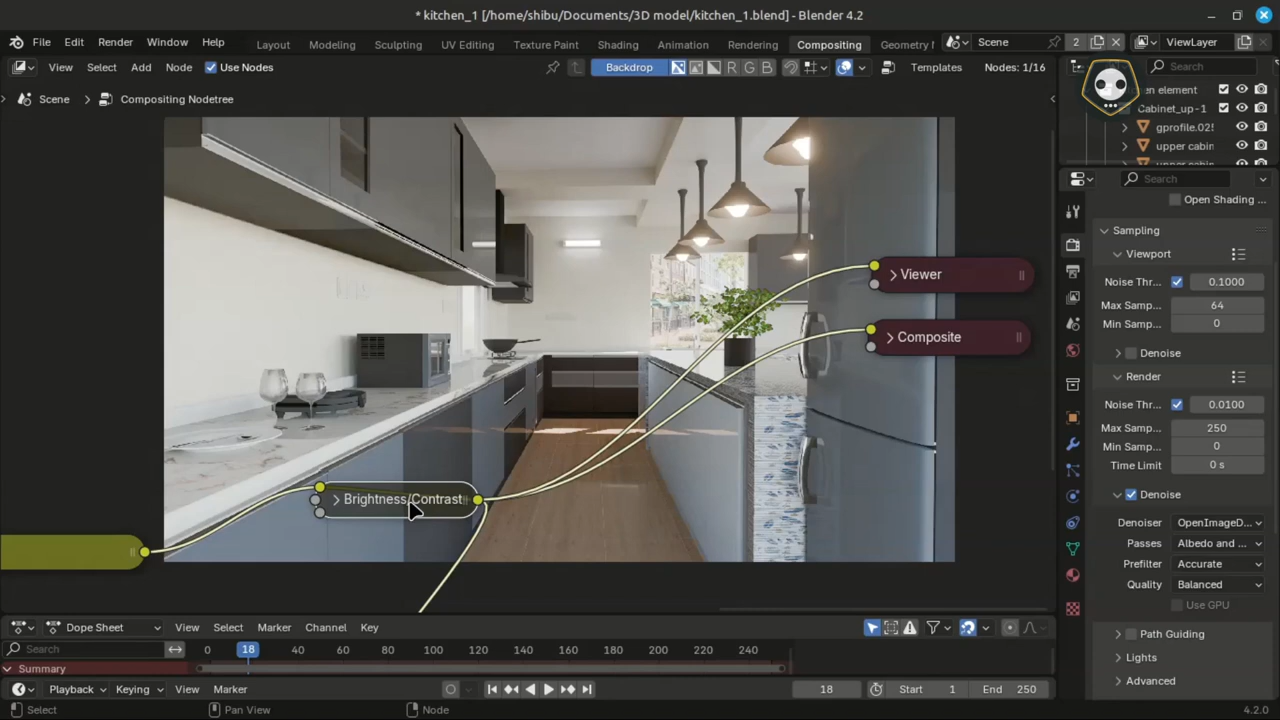 * kitchen_1 [/home/shibu/Documents/3D model/kitchen_1.blend] - Blender 4.2
File Edit Render Window Help Layout Modeling Sculpting UV Editing Texture Paint Shading Animation Rendering Compositing Geometry Scene 2 ViewLayer
View Select Add Node Use Nodes Backdrop R G B Templates Nodes: 1/16 Search
Scene Compositing Nodetree
element
Cabinet_up-1
gprofile.02
upper cabin
Search
Open Shading ...
Sampling
Viewport
Noise Thr... 0.1000
Max Samp... 64
Min Samp... 0
Denoise
Render
Noise Thr... 0.0100
Max Samp... 250
Min Samp... 0
Time Limit 0 s
Denoise
Denoiser OpenImageD...
Passes Albedo and ...
Prefilter Accurate
Quality Balanced
Use GPU
Path Guiding
Lights
Advanced
Viewer
Composite
Brightness/Contrast
Dope Sheet View Select Marker Channel Key
Search 0 18 40 60 80 100 120 140 160 180 200 220 240
Summary
Playback Keying View Marker 18 Start 1 End 250
Select Pan View Node 4.2.0